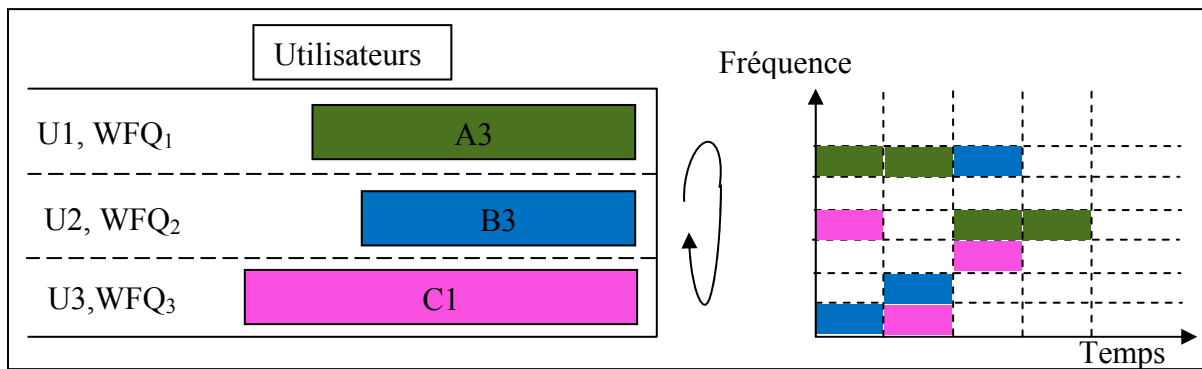 Utilisateurs
U1, WFQ₁
A3
U2, WFQ₂
B3
U3,WFQ₃
C1
Fréquence
Temps